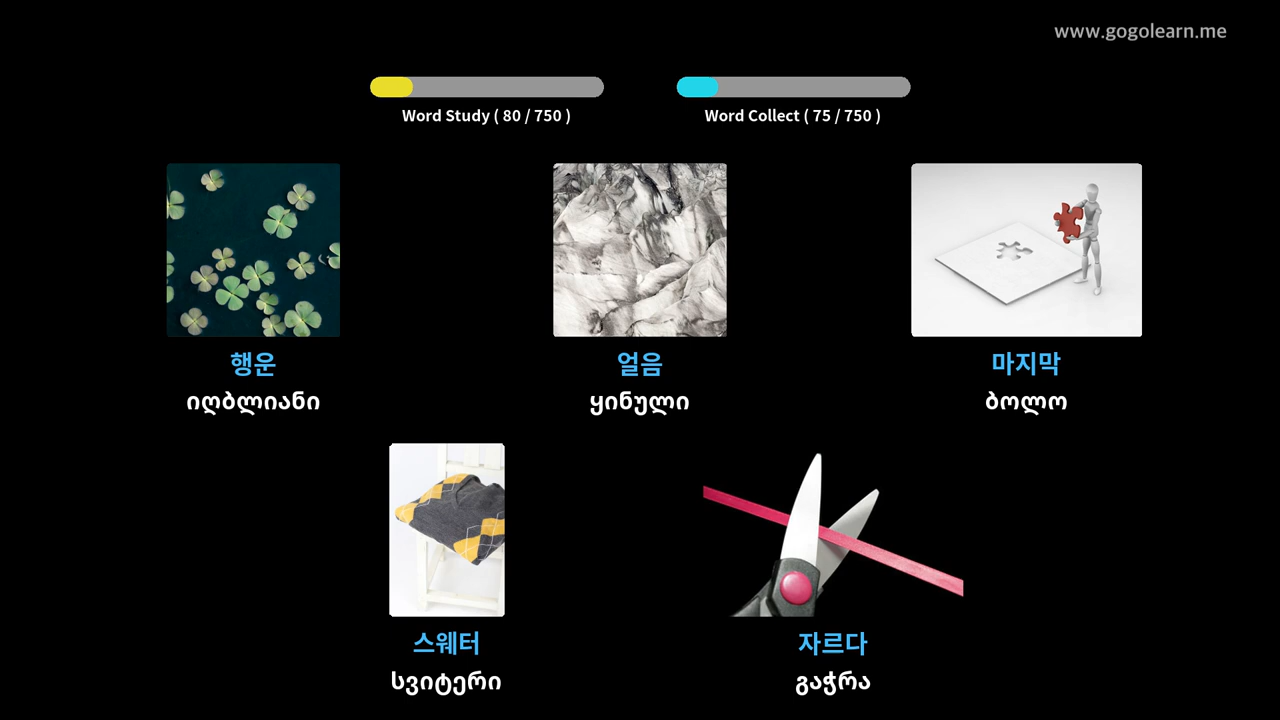 www.gogolearn.me
Word Study ( 80 / 750 )
Word Collect ( 75 / 750 )
행운
იღბლიანი
얼음
ყინული
마지막
ბოლო
스웨터
სვიტერი
자르다
გაჭრა